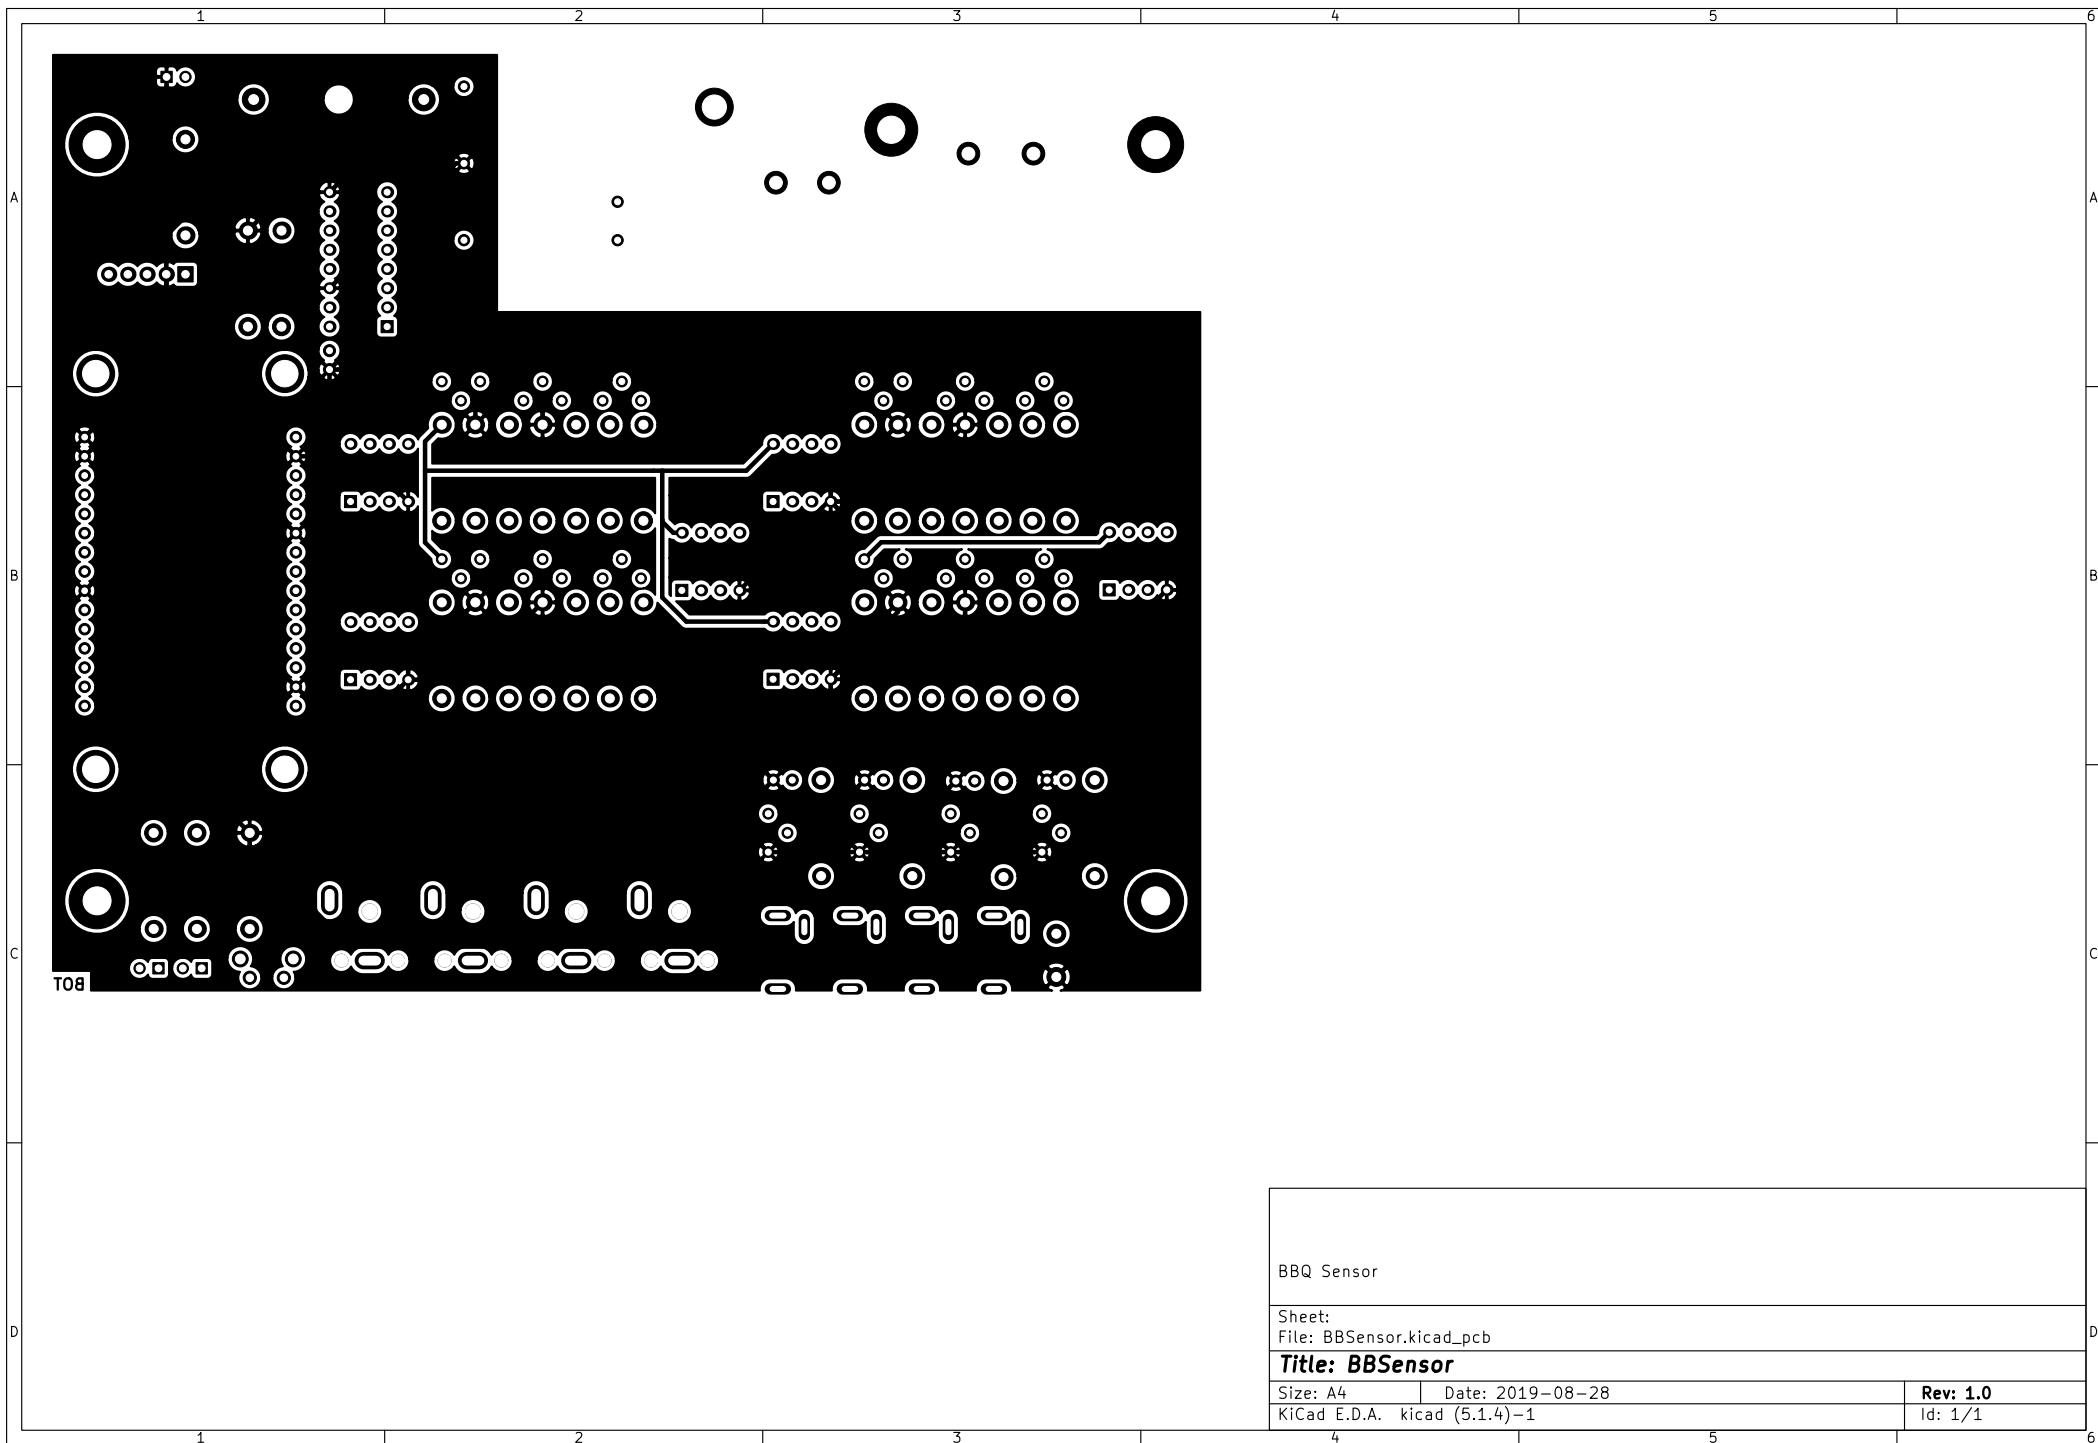 1 2 3 4 5 6
A A
B B
C C
BOT
D D
BBQ Sensor
Sheet:
File: BBSensor.kicad_pcb
Title: BBSensor
Size: A4 Date: 2019-08-28 Rev: 1.0
KiCad E.D.A. kicad (5.1.4)-1 Id: 1/1
1 2 3 4 5 6